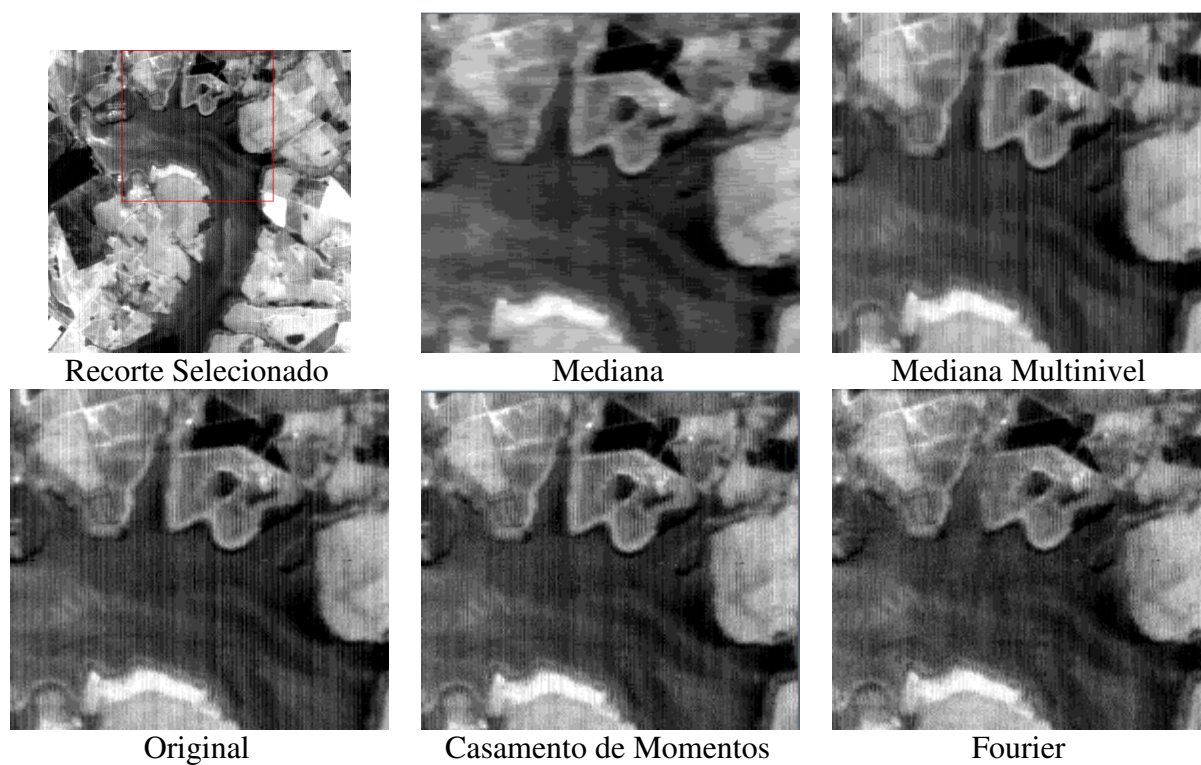 Recorte Selecionado
Mediana
Mediana Multinivel
Original
Casamento de Momentos
Fourier